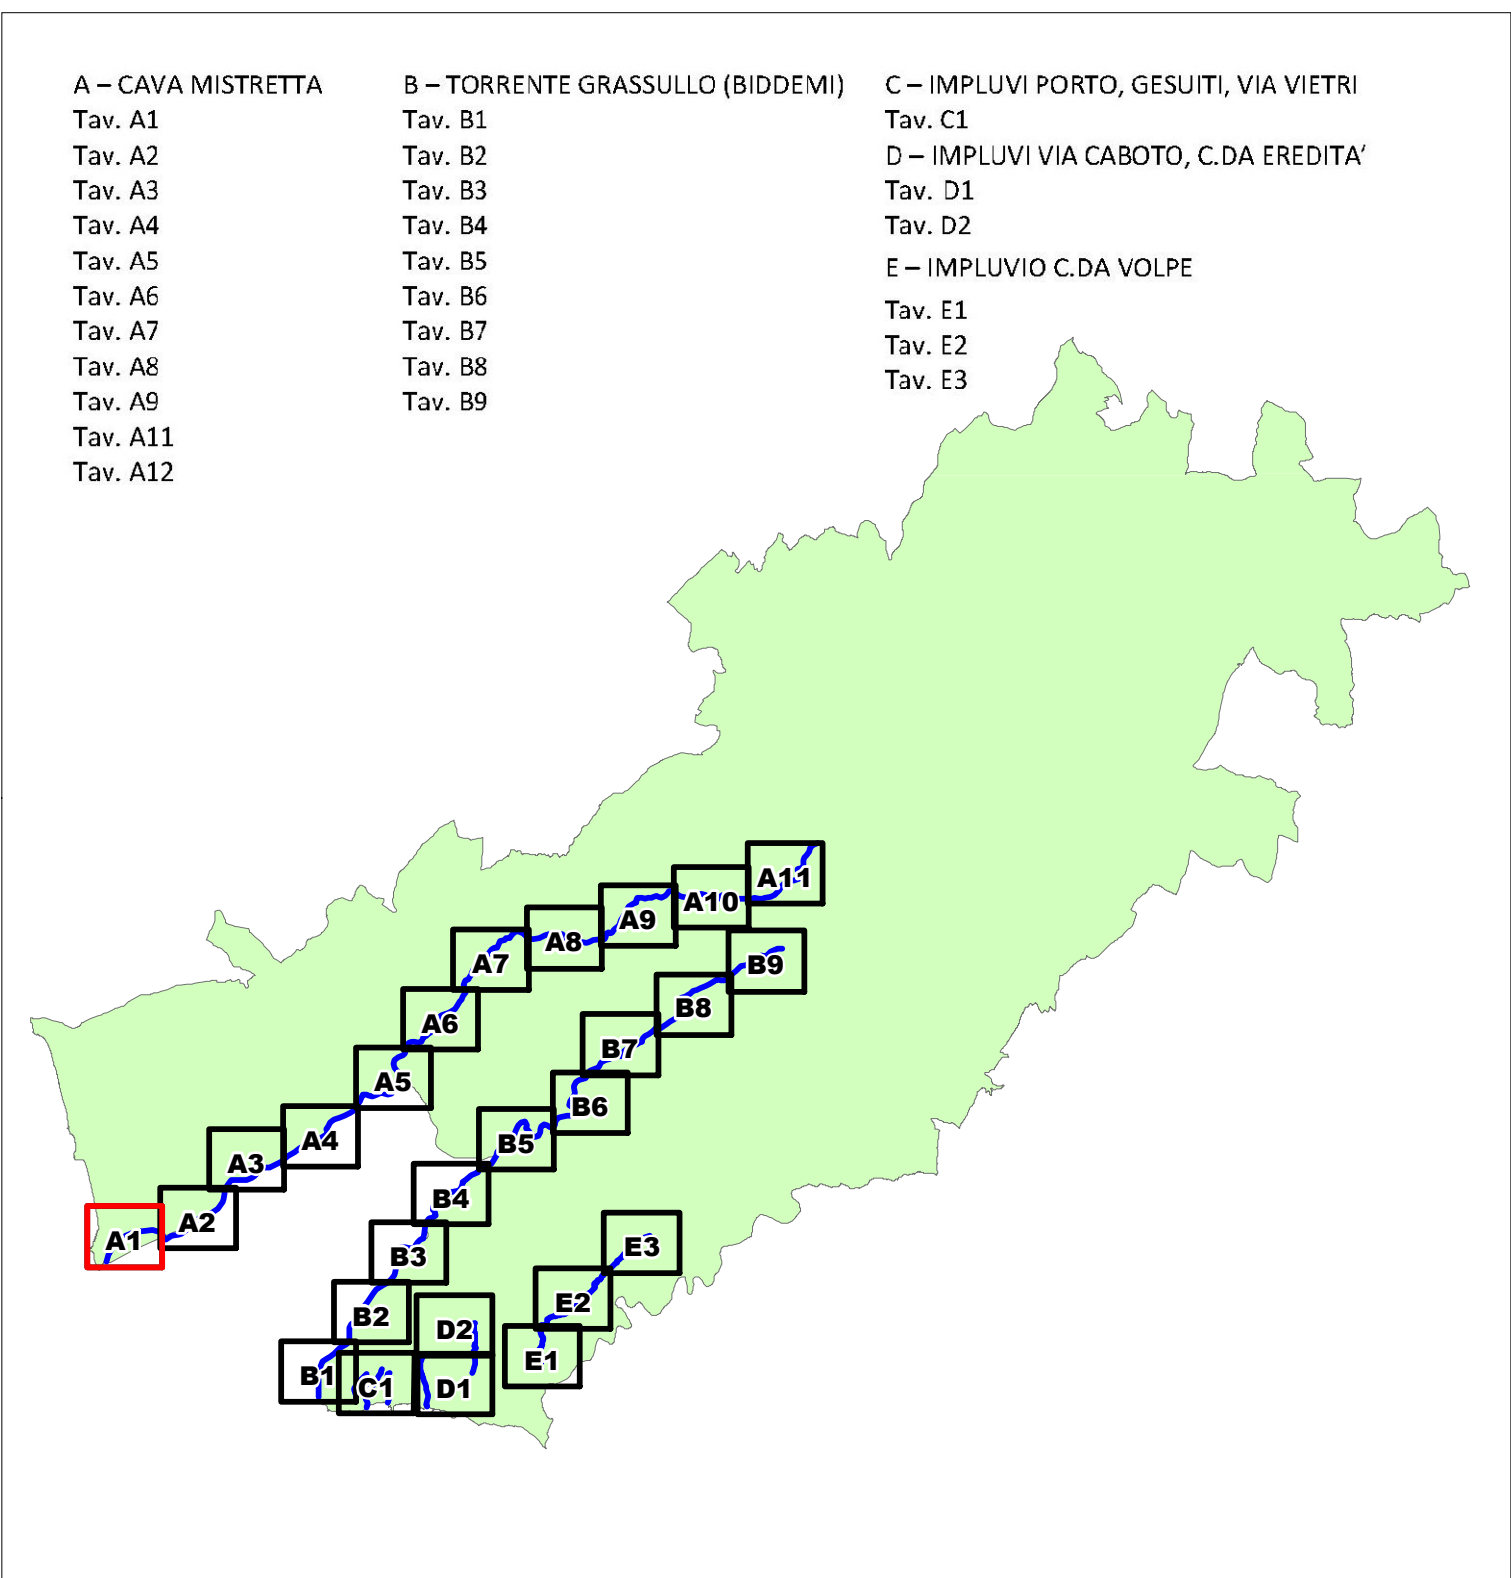 A – CAVA MISTRETTA
Tav. A1
Tav. A2
Tav. A3
Tav. A4
Tav. A5
Tav. A6
Tav. A7
Tav. A8
Tav. A9
Tav. A11
Tav. A12
B – TORRENTE GRASSULLO (BIDDEMI)
Tav. B1
Tav. B2
Tav. B3
Tav. B4
Tav. B5
Tav. B6
Tav. B7
Tav. B8
Tav. B9
C – IMPLUVI PORTO, GESUITI, VIA VIETRI
Tav. C1
D – IMPLUVI VIA CABOTO, C.DA EREDITA’
Tav. D1
Tav. D2
E – IMPLUVIO C.DA VOLPE
Tav. E1
Tav. E2
Tav. E3
A11
A10
A9
A8
A7
B9
B8
A6
B7
A5
B6
A4
B5
A3
B4
A2
A1
B3
E3
B2
D2
E2
B1
C1
D1
E1